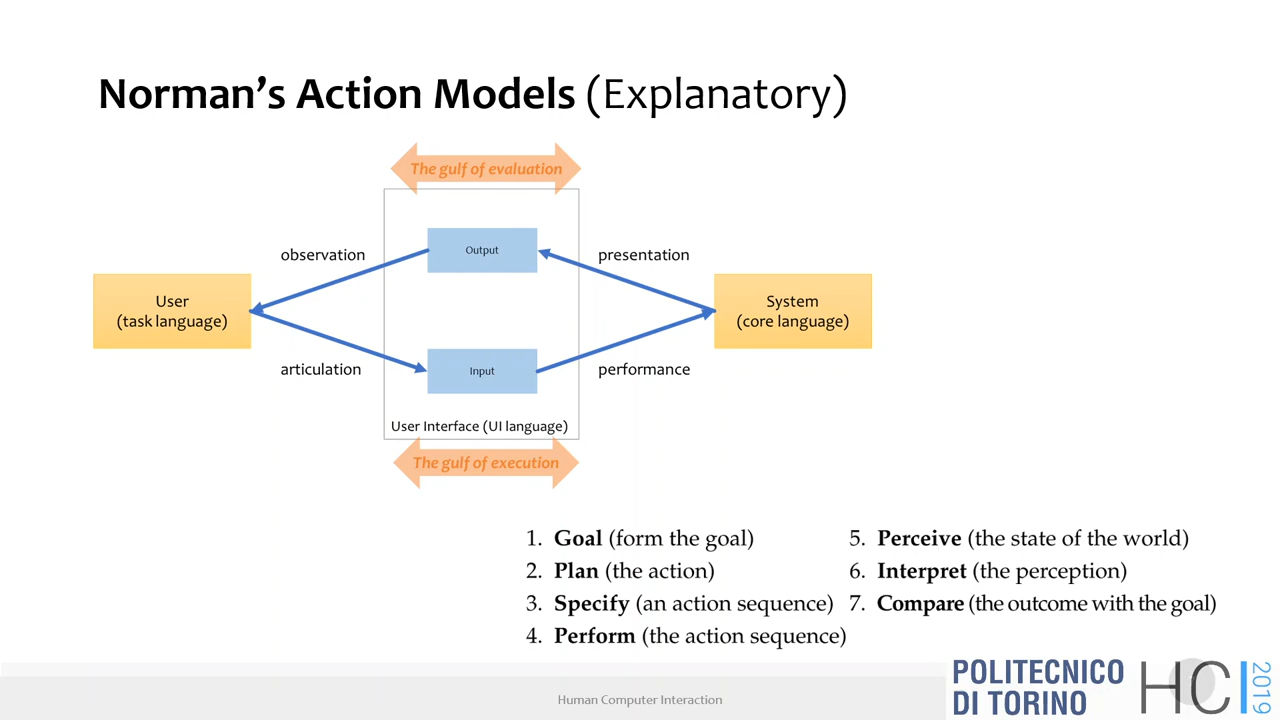 Norman's Action Models (Explanatory)
The gulf of evaluation
observation
Output
presentation
User
(task language)
System
(core language)
articulation
Input
performance
User Interface (UI language)
The gulf of execution
1. Goal (form the goal)
2. Plan (the action)
3. Specify (an action sequence)
4. Perform (the action sequence)
5. Perceive (the state of the world)
6. Interpret (the perception)
7. Compare (the outcome with the goal)
Human Computer Interaction
POLITECNICO
DI TORINO
HCI
2019